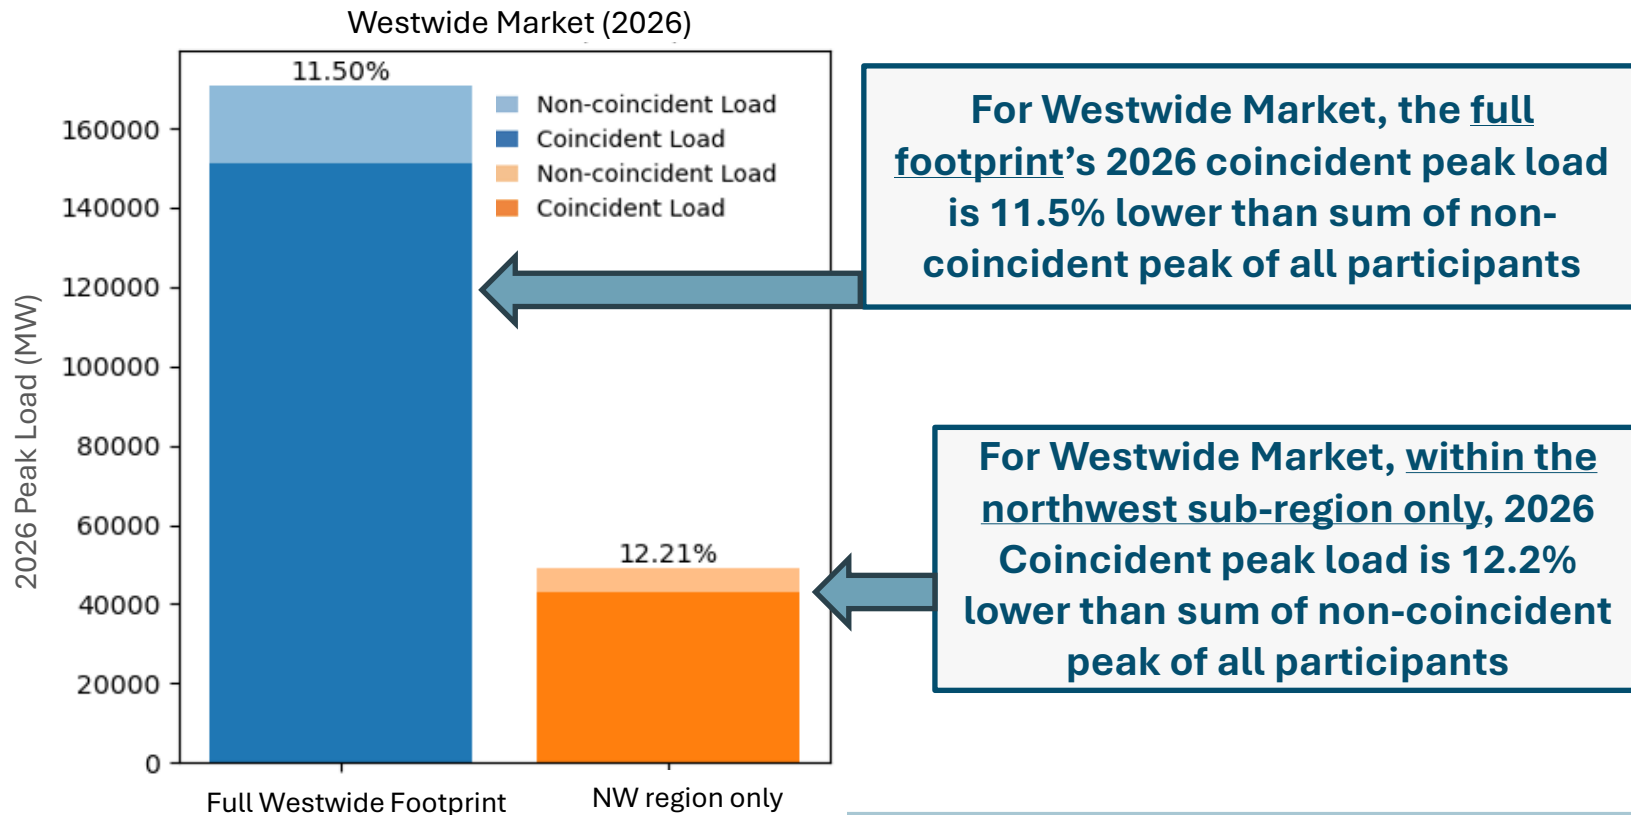 Westwide Market (2026)
11.50%
Non-coincident Load
Coincident Load
Non-coincident Load
Coincident Load
160000
140000
120000
100000
80000
60000
40000
20000
0
2026 Peak Load (MW)
12.21%
Full Westwide Footprint
NW region only
For Westwide Market, the full
footprint’s 2026 coincident peak load
is 11.5% lower than sum of non-
coincident peak of all participants
For Westwide Market, within the
northwest sub-region only, 2026
Coincident peak load is 12.2%
lower than sum of non-coincident
peak of all participants